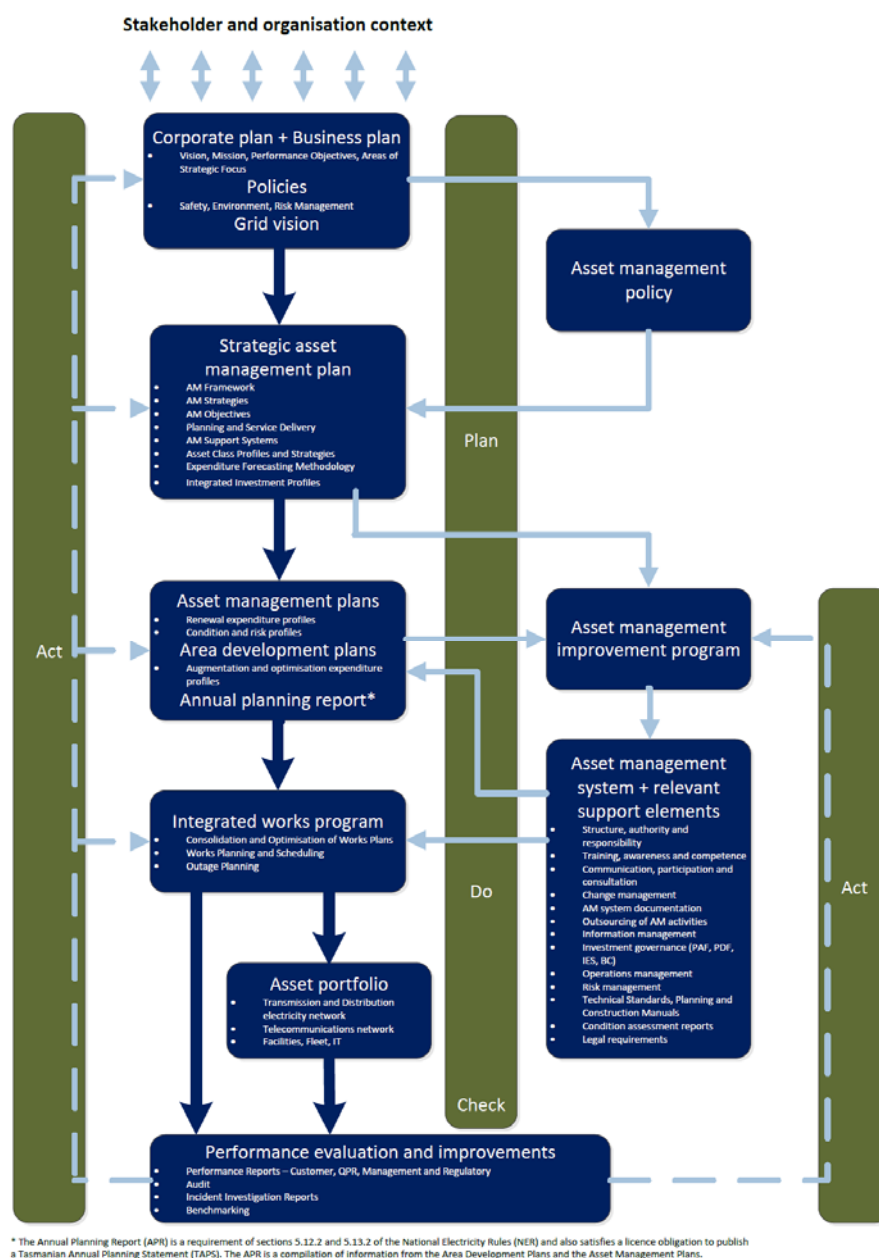 Stakeholder and organisation context
Corporate plan + Business plan
• Vision, Mission, Performance Objectives, Areas of
Strategic Focus
Policies
• Safety, Environment, Risk Management
Grid vision
Asset management
policy
Strategic asset
management plan
• AM Framework
• AM Strategies
• AM Objectives
• Planning and Service Delivery
• AM Support Systems
• Asset Class Profiles and Strategies
• Expenditure Forecasting Methodology
• Integrated Investment Profiles
Plan
Act
Asset management plans
• Renewal expenditure profiles
• Condition and risk profiles
Area development plans
• Augmentation and optimisation expenditure
profiles
Annual planning report*
Asset management
improvement program
Integrated works program
• Consolidation and Optimisation of Works Plans
• Works Planning and Scheduling
• Outage Planning
Do
Asset management
system + relevant
support elements
• Structure, authority and
responsibility
• Training, awareness and competence
• Communication, participation and
consultation
• Change management
• AM system documentation
• Outsourcing of AM activities
• Information management
• Investment governance (PAF, PDF,
IES, BC)
• Operations management
• Risk management
• Technical Standards, Planning and
Construction Manuals
• Condition assessment reports
• Legal requirements
Act
Asset portfolio
• Transmission and Distribution
electricity network
• Telecommunications network
• Facilities, Fleet, IT
Check
Performance evaluation and improvements
• Performance Reports – Customer, QPR, Management and Regulatory
• Audit
• Incident Investigation Reports
• Benchmarking
* The Annual Planning Report (APR) is a requirement of sections 5.12.2 and 5.13.2 of the National Electricity Rules (NER) and also satisfies a licence obligation to publish
a Tasmanian Annual Planning Statement (TAPS). The APR is a compilation of information from the Area Development Plans and the Asset Management Plans.